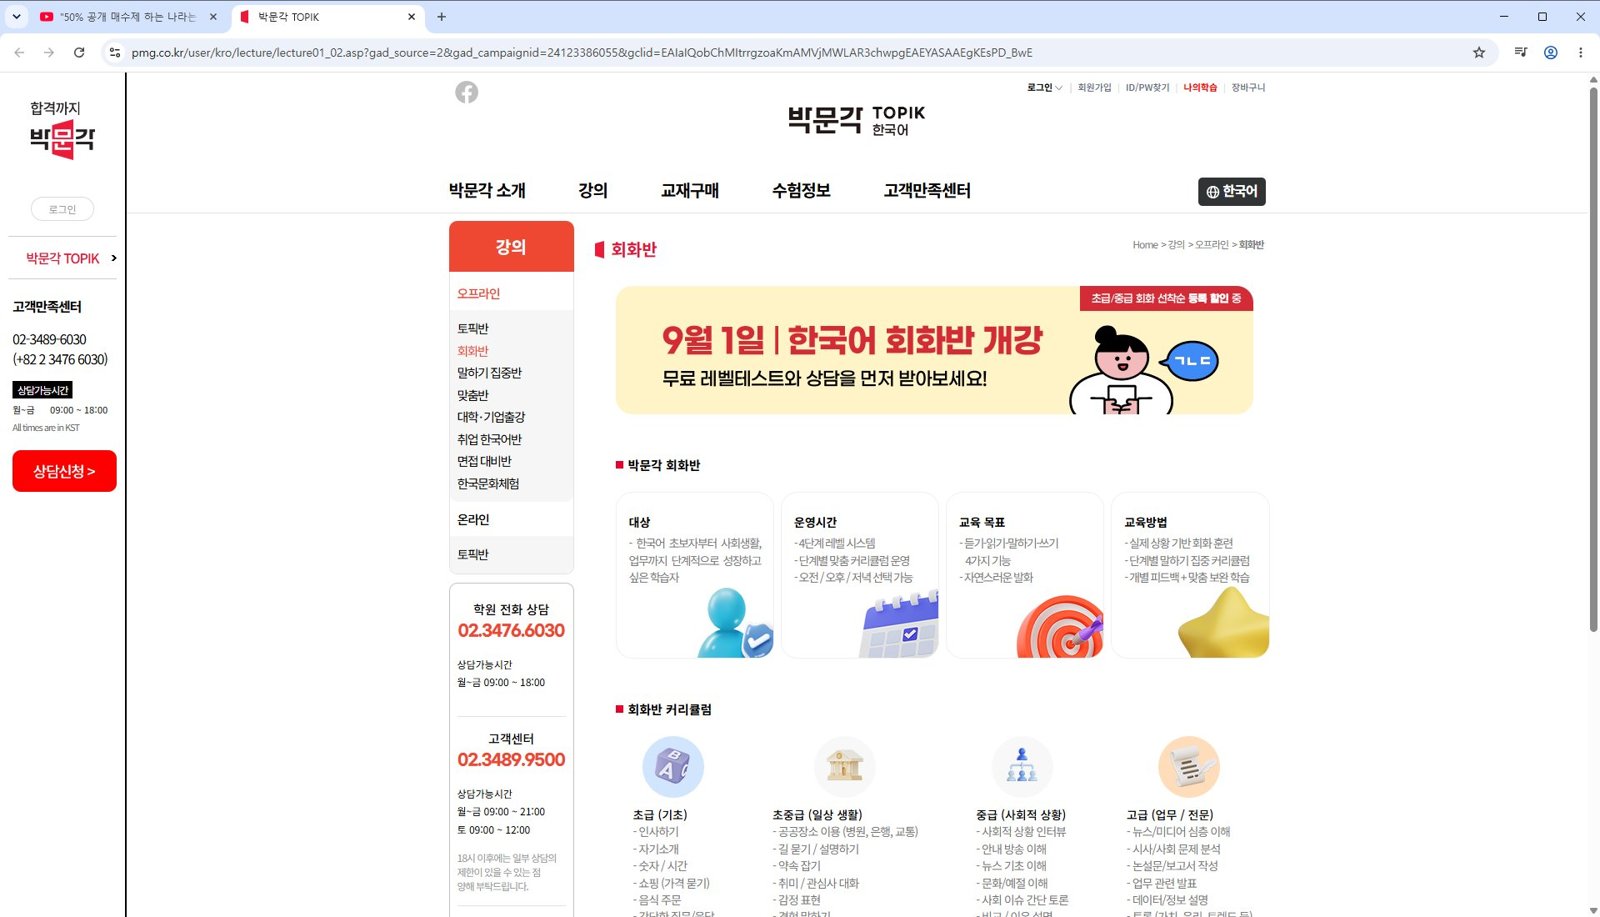 "50% 공개 매수제 하는 나라는
박문각 TOPIK
pmg.co.kr/user/kro/lecture/lecture01_02.asp?gad_source=2&gad_campaignid=24123386055&gclid=EAIaIQobChMItrrgzoaKmAMVjMWLAR3chwpgEAEYASAAEgKEsPD_BwE
합격까지
박문각
로그인
박문각 TOPIK
고객만족센터
02-3489-6030
(+82 2 3476 6030)
상담가능시간
월~금 09:00 ~ 18:00
All times are in KST
상담신청 >
로그인
회원가입
ID/PW찾기
나의학습
장바구니
박문각 TOPIK 한국어
박문각 소개
강의
교재구매
수험정보
고객만족센터
한국어
강의
오프라인
토픽반
회화반
말하기 집중반
맞춤반
대학·기업출강
취업 한국어반
면접 대비반
한국문화체험
온라인
토픽반
학원 전화 상담
02.3476.6030
상담가능시간
월~금 09:00 ~ 18:00
고객센터
02.3489.9500
상담가능시간
월~금 09:00 ~ 21:00
토 09:00 ~ 12:00
18시 이후에는 일부 상담의
제한이 있을 수 있는 점
양해 부탁드립니다.
회화반
Home > 강의 > 오프라인 > 회화반
초급/중급 회화 선착순 등록 할인 중
9월 1일 | 한국어 회화반 개강
무료 레벨테스트와 상담을 먼저 받아보세요!
ㄱㄴㄷ
박문각 회화반
대상
- 한국어 초보자부터 사회생활,
업무까지 단계적으로 성장하고
싶은 학습자
운영시간
- 4단계 레벨 시스템
- 단계별 맞춤 커리큘럼 운영
- 오전 / 오후 / 저녁 선택 가능
교육 목표
- 듣기·읽기·말하기·쓰기
4가지 기능
- 자연스러운 발화
교육방법
- 실제 상황 기반 회화 훈련
- 단계별 말하기 집중 커리큘럼
- 개별 피드백 + 맞춤 보완 학습
회화반 커리큘럼
초급 (기초)
- 인사하기
- 자기소개
- 숫자 / 시간
- 쇼핑 (가격 묻기)
- 음식 주문
- 간단한 질문/응답
초중급 (일상 생활)
- 공공장소 이용 (병원, 은행, 교통)
- 길 묻기 / 설명하기
- 약속 잡기
- 취미 / 관심사 대화
- 감정 표현
- 경험 말하기
중급 (사회적 상황)
- 사회적 상황 인터뷰
- 안내 방송 이해
- 뉴스 기초 이해
- 문화/예절 이해
- 사회 이슈 간단 토론
- 비교 / 이유 설명
고급 (업무 / 전문)
- 뉴스/미디어 심층 이해
- 시사/사회 문제 분석
- 논설문/보고서 작성
- 업무 관련 발표
- 데이터/정보 설명
- 토론 (가치, 윤리, 트렌드 등)